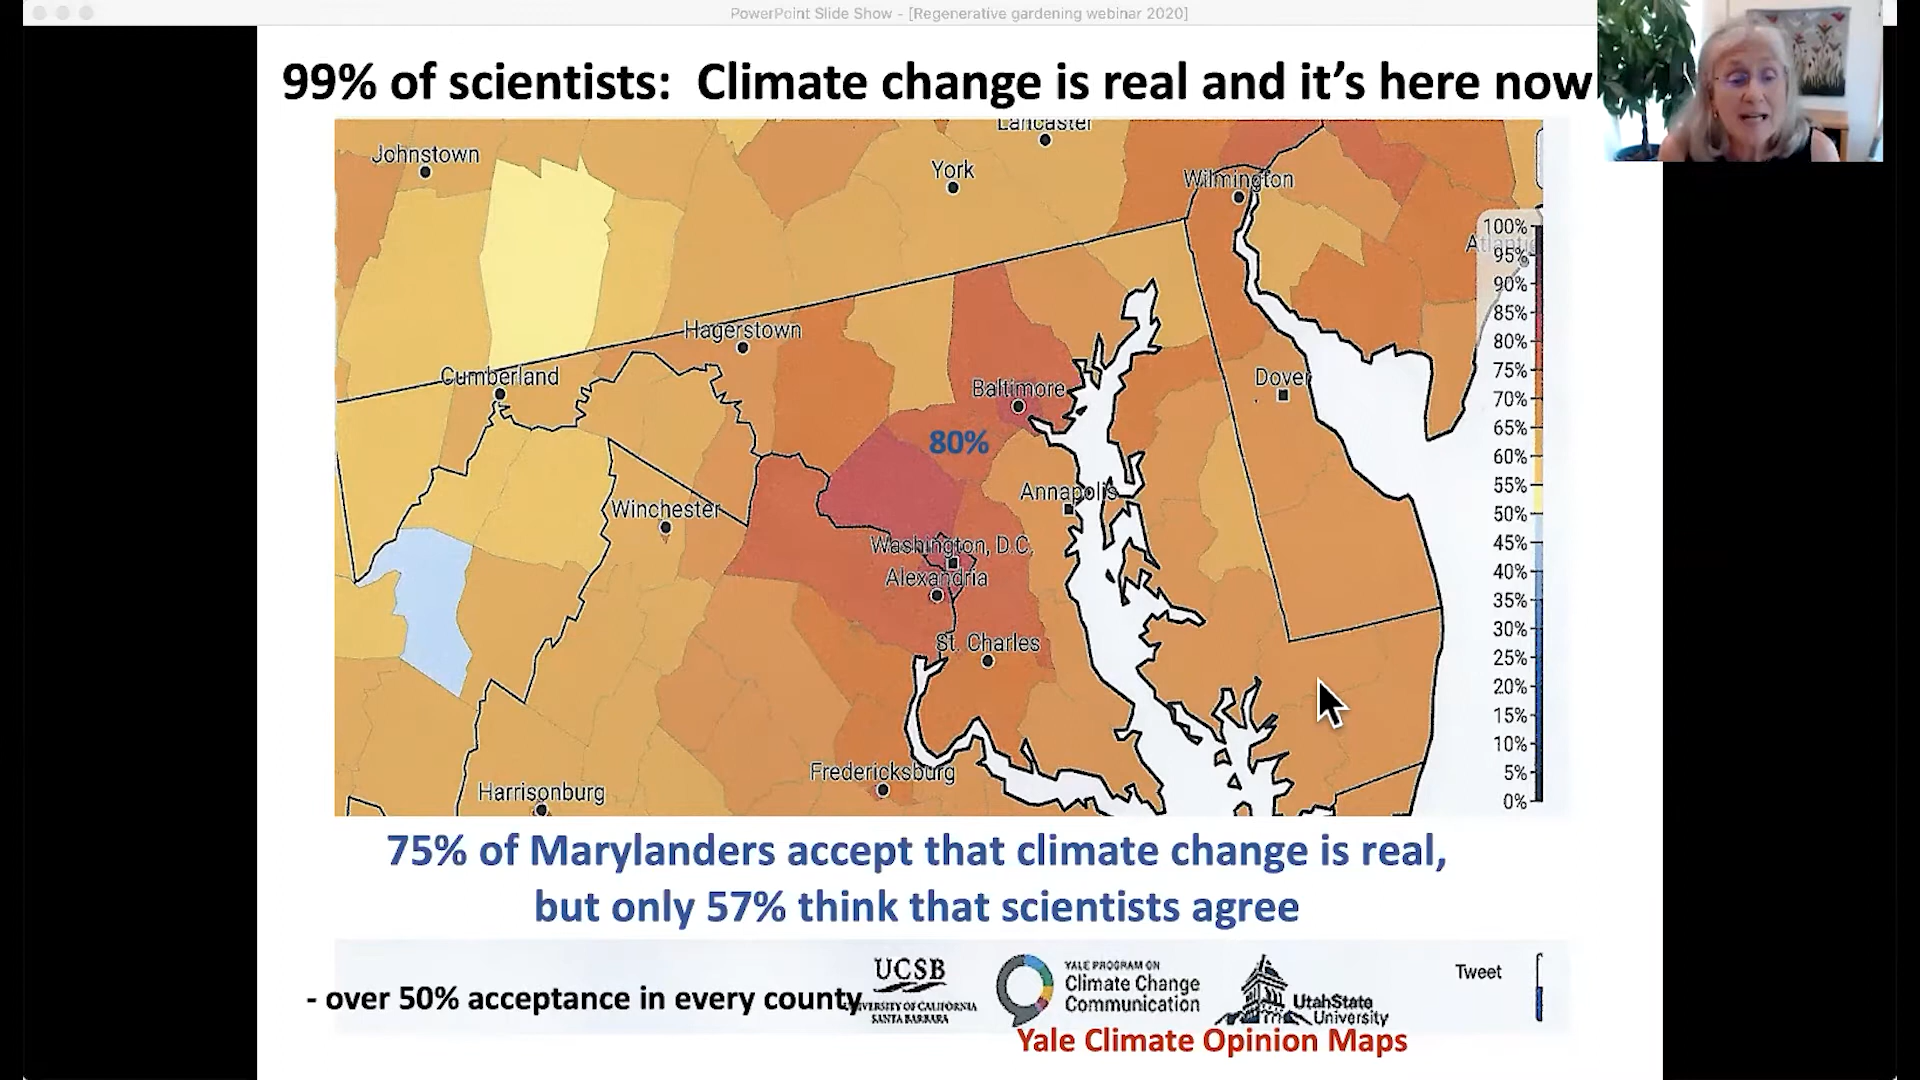 PowerPoint Slide Show - [Regenerative gardening webinar 2020]
99% of scientists: Climate change is real and it's here now
Lancaster
Johnstown
York
Wilmington
100%
95%
90%
85%
80%
75%
70%
65%
60%
55%
50%
45%
40%
35%
30%
25%
20%
15%
10%
5%
0%
Hagerstown
Cumberland
Baltimore
Dover
80%
Annapolis
Winchester
Washington, D.C.
Alexandria
St. Charles
Fredericksburg
Harrisonburg
75% of Marylanders accept that climate change is real,
but only 57% think that scientists agree
- over 50% acceptance in every county
UCSB
UNIVERSITY OF CALIFORNIA
SANTA BARBARA
YALE PROGRAM ON
Climate Change
Communication
UtahState
University
Tweet
Yale Climate Opinion Maps